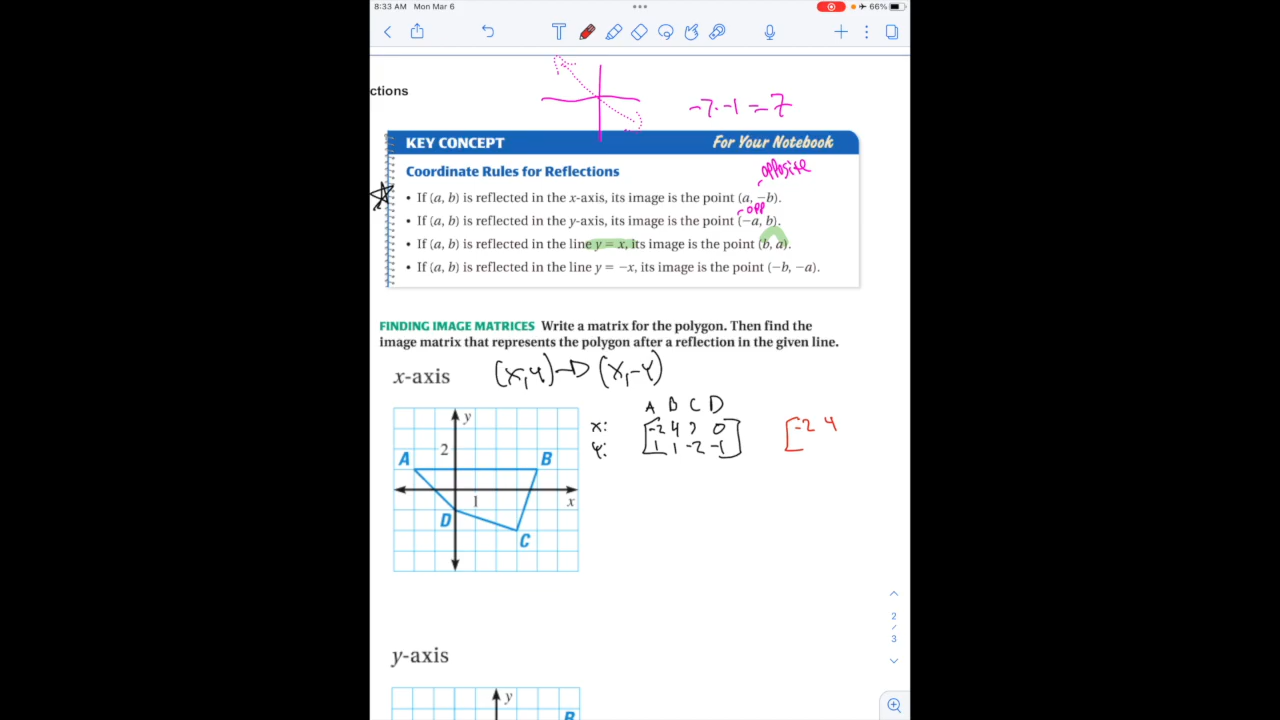 8:33 AM Mon Mar 6
66%
ctions
-7·-1=7
KEY CONCEPT For Your Notebook
Coordinate Rules for Reflections
opposite
• If (a, b) is reflected in the x-axis, its image is the point (a, −b).
opp
• If (a, b) is reflected in the y-axis, its image is the point (−a, b).
• If (a, b) is reflected in the line y = x, its image is the point (b, a).
• If (a, b) is reflected in the line y = −x, its image is the point (−b, −a).
FINDING IMAGE MATRICES Write a matrix for the polygon. Then find the
image matrix that represents the polygon after a reflection in the given line.
x-axis (x,y)→(x,-y)
A B C D
x: [-2 4 3 0] [-2 4
y: 1 1 -2 -1
y
2
A B
1 x
D
C
2
/
3
y-axis
y
B